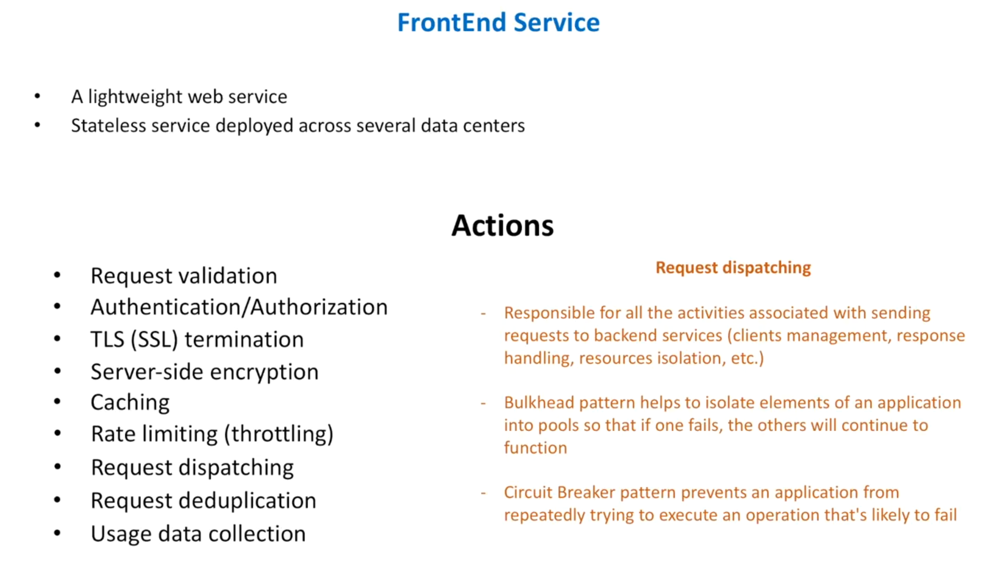 FrontEnd Service
• A lightweight web service
• Stateless service deployed across several data centers
Actions
• Request validation
• Authentication/Authorization
• TLS (SSL) termination
• Server-side encryption
• Caching
• Rate limiting (throttling)
• Request dispatching
• Request deduplication
• Usage data collection
Request dispatching
- Responsible for all the activities associated with sending
requests to backend services (clients management, response
handling, resources isolation, etc.)
- Bulkhead pattern helps to isolate elements of an application
into pools so that if one fails, the others will continue to
function
- Circuit Breaker pattern prevents an application from
repeatedly trying to execute an operation that's likely to fail